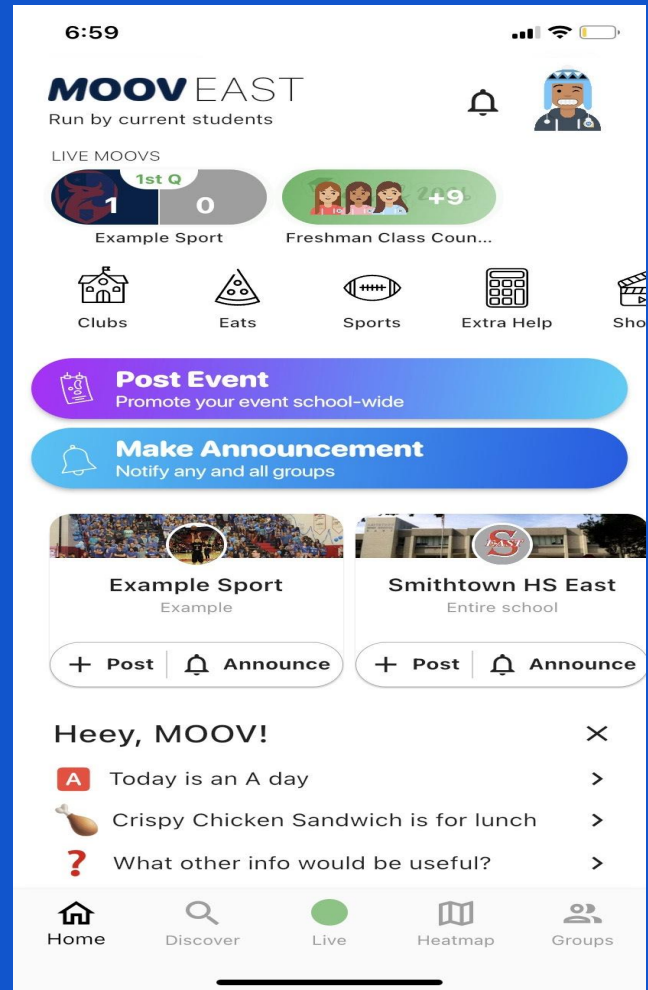 6:59
MOOV EAST
Run by current students
LIVE MOOVS
1st Q
1 0
+9
Example Sport
Freshman Class Coun...
Clubs Eats Sports Extra Help Sho
Post Event
Promote your event school-wide
Make Announcement
Notify any and all groups
EAST
Example Sport
Example
Smithtown HS East
Entire school
+ Post Announce
+ Post Announce
Heey, MOOV!
A Today is an A day
Crispy Chicken Sandwich is for lunch
? What other info would be useful?
Home Discover Live Heatmap Groups